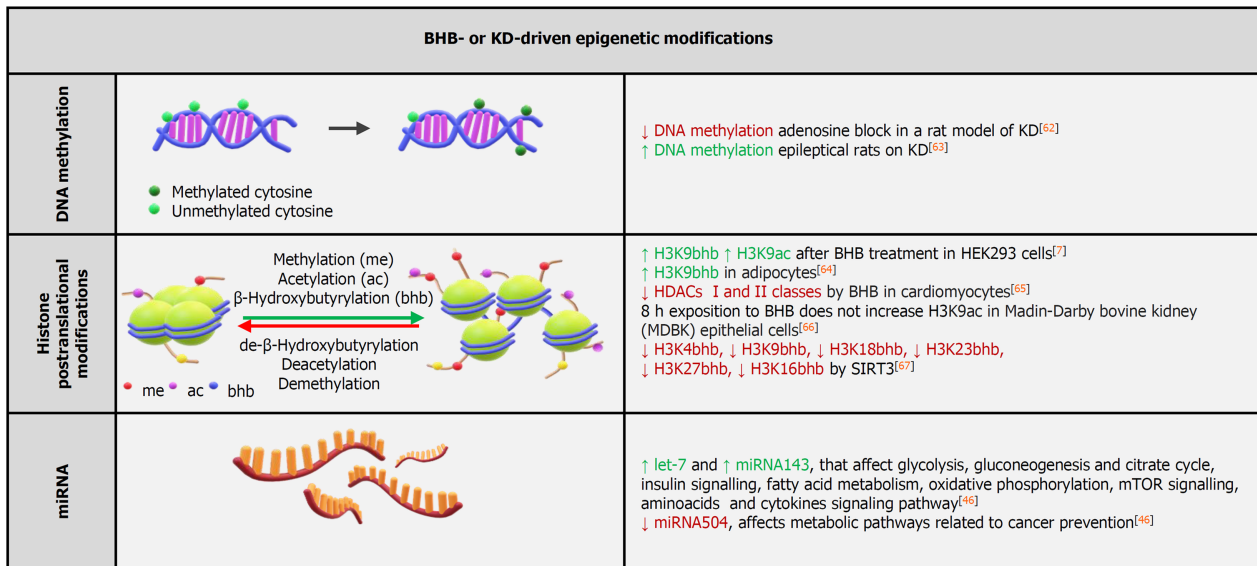 BHB- or KD-driven epigenetic modifications
DNA methylation
Methylated cytosine
Unmethylated cytosine
↓ DNA methylation adenosine block in a rat model of KD[62]
↑ DNA methylation epileptical rats on KD[63]
Histone
postranslational
modifications
Methylation (me)
Acetylation (ac)
β-Hydroxybutyrylation (bhb)
de-β-Hydroxybutyrylation
Deacetylation
Demethylation
me ac bhb
↑ H3K9bhb ↑ H3K9ac after BHB treatment in HEK293 cells[7]
↑ H3K9bhb in adipocytes[64]
↓ HDACs I and II classes by BHB in cardiomyocytes[65]
8 h exposition to BHB does not increase H3K9ac in Madin-Darby bovine kidney
(MDBK) epithelial cells[66]
↓ H3K4bhb, ↓ H3K9bhb, ↓ H3K18bhb, ↓ H3K23bhb,
↓ H3K27bhb, ↓ H3K16bhb by SIRT3[67]
miRNA
↑ let-7 and ↑ miRNA143, that affect glycolysis, gluconeogenesis and citrate cycle,
insulin signalling, fatty acid metabolism, oxidative phosphorylation, mTOR signalling,
aminoacids and cytokines signaling pathway[46]
↓ miRNA504, affects metabolic pathways related to cancer prevention[46]